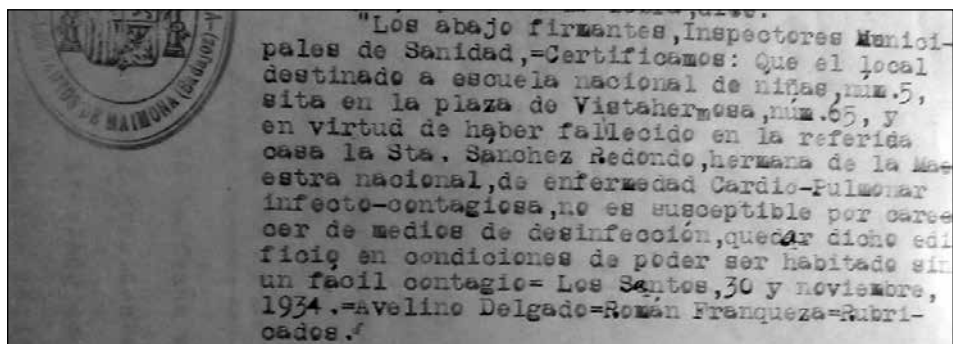 "Los abajo firmantes,Inspectores Munici-
pales de Sanidad,=Certificamos: Que el local
destinado a escuela nacional de niñas,núm.5,
sita en la plaza de Vistahermosa,núm.65, y
en virtud de haber fallecido en la referida
casa la Sta. Sanchez Redondo,hermana de la Ma-
estra nacional,de enfermedad Cardio-Pulmonar
infecto-contagiosa,no es susceptible por care
cer de medios de desinfección,quedar dicho edi
ficio en condiciones de poder ser habitado sin
un fácil contagio= Los Santos,30 y noviembre,
1934.=Avelino Delgado=Román Franqueza=Rubri-
cados.